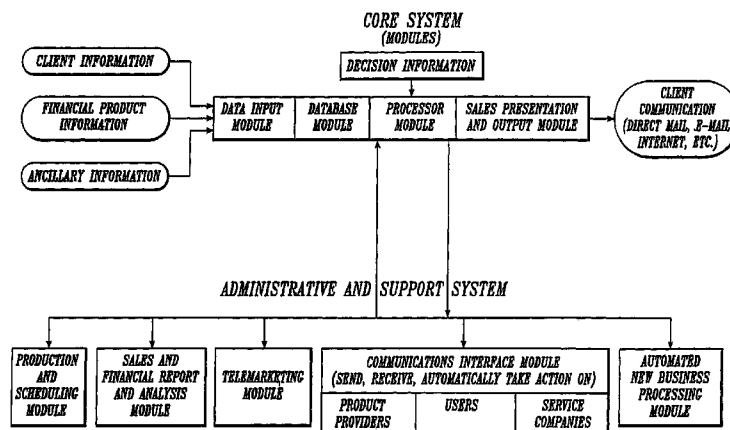 CORE SYSTEM
(MODULES)
DECISION INFORMATION
CLIENT INFORMATION
FINANCIAL PRODUCT
INFORMATION
ANCILLARY INFORMATION
DATA INPUT
MODULE
DATABASE
MODULE
PROCESSOR
MODULE
SALES PRESENTATION
AND OUTPUT MODULE
CLIENT
COMMUNICATION
(DIRECT MAIL, E-MAIL
INTERNET, ETC.)
ADMINISTRATIVE AND SUPPORT SYSTEM
PRODUCTION
AND
SCHEDULING
MODULE
SALES AND
FINANCIAL REPORT
AND ANALYSIS
MODULE
TELEMARKETING
MODULE
COMMUNICATIONS INTERFACE MODULE
(SEND, RECEIVE, AUTOMATICALLY TAKE ACTION ON)
PRODUCT
PROVIDERS
USERS
SERVICE
COMPANIES
AUTOMATED
NEW BUSINESS
PROCESSING
MODULE